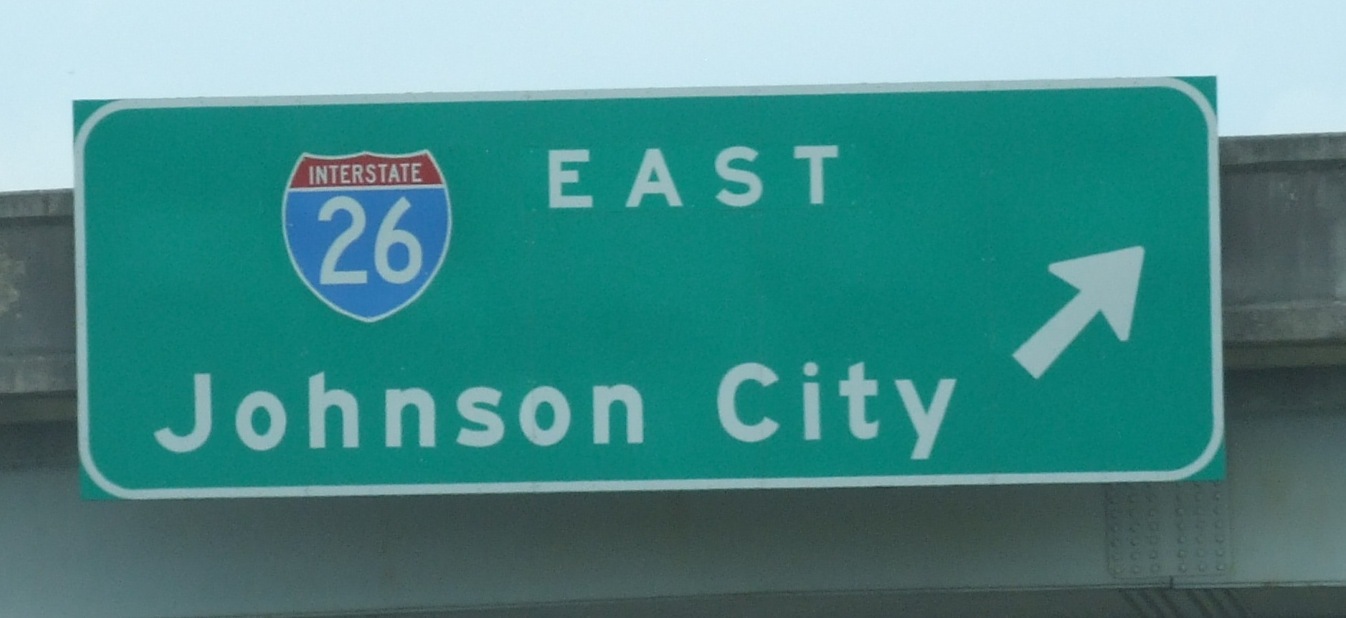 INTERSTATE
26 EAST
Johnson City